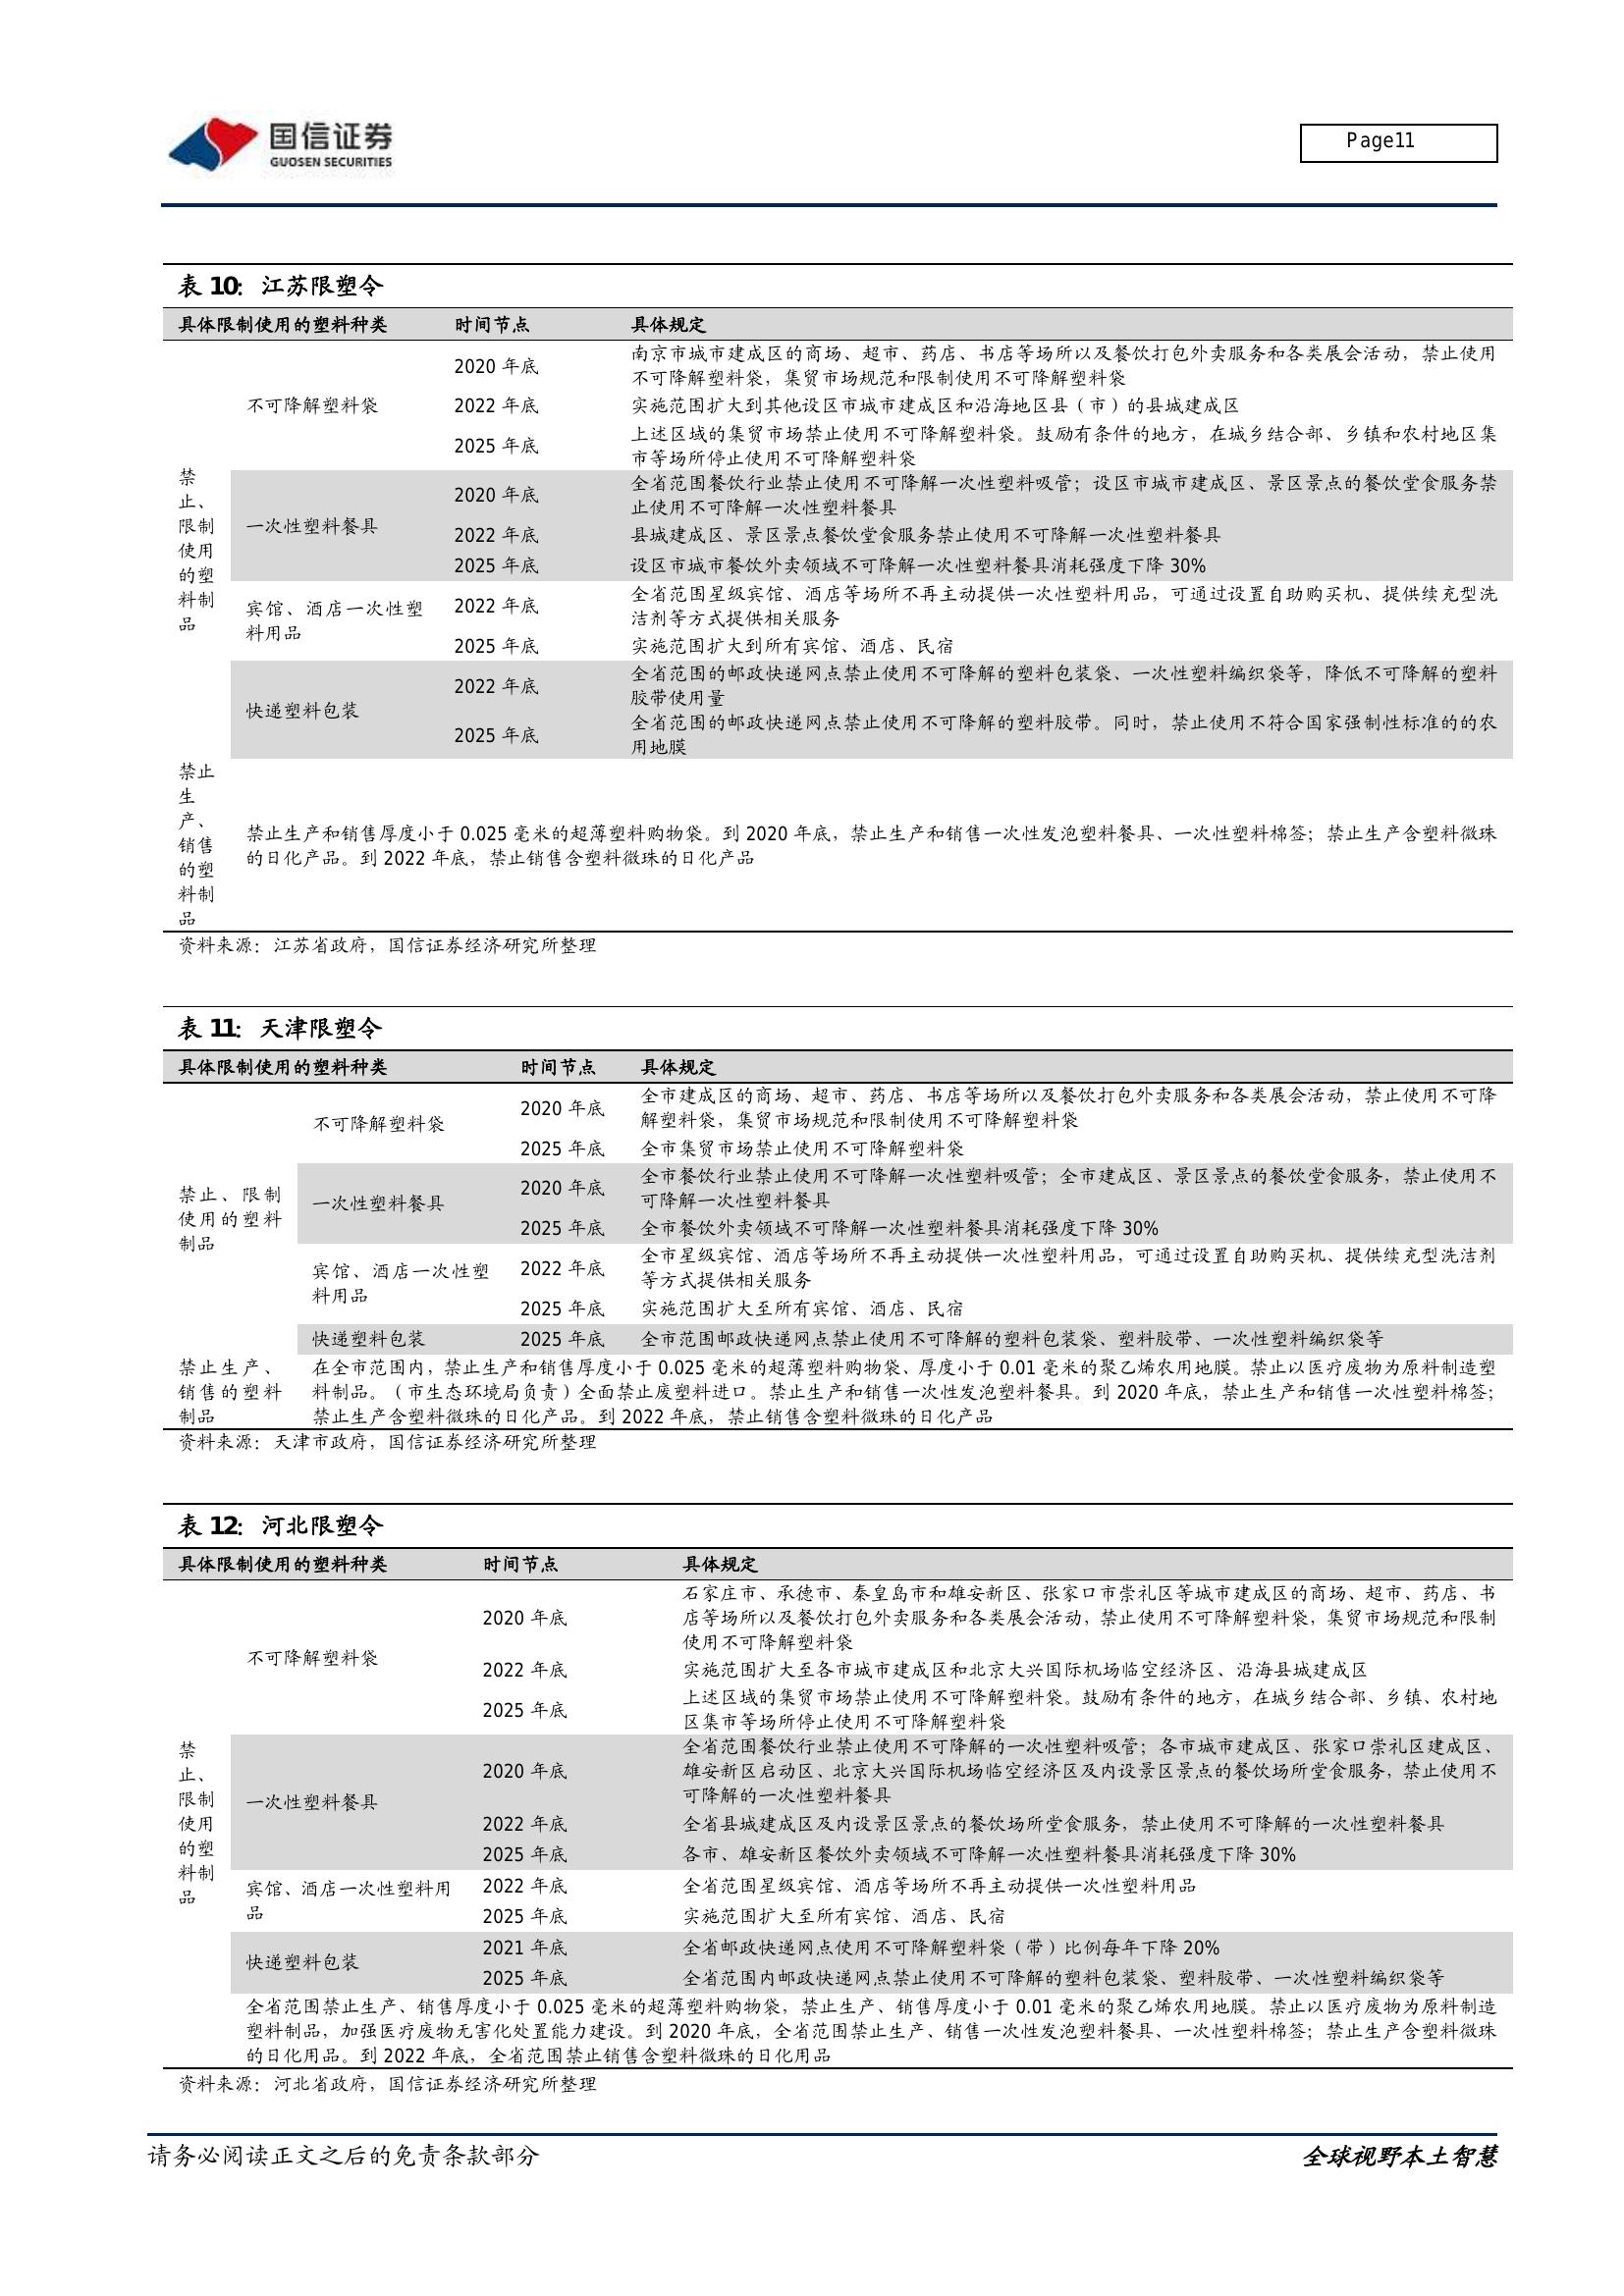 国信证券
GUOSEN SECURITIES
Page11
表 10: 江苏限塑令
具体限制使用的塑料种类 时间节点 具体规定
禁
止、
限制
使用
的塑
料制
品
不可降解塑料袋
2020 年底
南京市城市建成区的商场、超市、药店、书店等场所以及餐饮打包外卖服务和各类展会活动，禁止使用
不可降解塑料袋，集贸市场规范和限制使用不可降解塑料袋
2022 年底 实施范围扩大到其他设区市城市建成区和沿海地区县（市）的县城建成区
2025 年底
上述区域的集贸市场禁止使用不可降解塑料袋。鼓励有条件的地方，在城乡结合部、乡镇和农村地区集
市等场所停止使用不可降解塑料袋
一次性塑料餐具
2020 年底
全省范围餐饮行业禁止使用不可降解一次性塑料吸管；设区市城市建成区、景区景点的餐饮堂食服务禁
止使用不可降解一次性塑料餐具
2022 年底 县城建成区、景区景点餐饮堂食服务禁止使用不可降解一次性塑料餐具
2025 年底 设区市城市餐饮外卖领域不可降解一次性塑料餐具消耗强度下降 30%
宾馆、酒店一次性塑
料用品
2022 年底
全省范围星级宾馆、酒店等场所不再主动提供一次性塑料用品，可通过设置自助购买机、提供续充型洗
洁剂等方式提供相关服务
2025 年底 实施范围扩大到所有宾馆、酒店、民宿
快递塑料包装
2022 年底
全省范围的邮政快递网点禁止使用不可降解的塑料包装袋、一次性塑料编织袋等，降低不可降解的塑料
胶带使用量
2025 年底
全省范围的邮政快递网点禁止使用不可降解的塑料胶带。同时，禁止使用不符合国家强制性标准的的农
用地膜
禁止
生
产、
销售
的塑
料制
品
禁止生产和销售厚度小于 0.025 毫米的超薄塑料购物袋。到 2020 年底，禁止生产和销售一次性发泡塑料餐具、一次性塑料棉签；禁止生产含塑料微珠
的日化产品。到 2022 年底，禁止销售含塑料微珠的日化产品
资料来源：江苏省政府，国信证券经济研究所整理
表 11: 天津限塑令
具体限制使用的塑料种类 时间节点 具体规定
禁止、限制
使用的塑料
制品
不可降解塑料袋
2020 年底
全市建成区的商场、超市、药店、书店等场所以及餐饮打包外卖服务和各类展会活动，禁止使用不可降
解塑料袋，集贸市场规范和限制使用不可降解塑料袋
2025 年底 全市集贸市场禁止使用不可降解塑料袋
一次性塑料餐具
2020 年底
全市餐饮行业禁止使用不可降解一次性塑料吸管；全市建成区、景区景点的餐饮堂食服务，禁止使用不
可降解一次性塑料餐具
2025 年底 全市餐饮外卖领域不可降解一次性塑料餐具消耗强度下降 30%
宾馆、酒店一次性塑
料用品
2022 年底
全市星级宾馆、酒店等场所不再主动提供一次性塑料用品，可通过设置自助购买机、提供续充型洗洁剂
等方式提供相关服务
2025 年底 实施范围扩大至所有宾馆、酒店、民宿
快递塑料包装 2025 年底 全市范围邮政快递网点禁止使用不可降解的塑料包装袋、塑料胶带、一次性塑料编织袋等
禁止生产、
销售的塑料
制品
在全市范围内，禁止生产和销售厚度小于 0.025 毫米的超薄塑料购物袋、厚度小于 0.01 毫米的聚乙烯农用地膜。禁止以医疗废物为原料制造塑
料制品。（市生态环境局负责）全面禁止废塑料进口。禁止生产和销售一次性发泡塑料餐具。到 2020 年底，禁止生产和销售一次性塑料棉签；
禁止生产含塑料微珠的日化产品。到 2022 年底，禁止销售含塑料微珠的日化产品
资料来源：天津市政府，国信证券经济研究所整理
表 12: 河北限塑令
具体限制使用的塑料种类 时间节点 具体规定
禁
止、
限制
使用
的塑
料制
品
不可降解塑料袋
2020 年底
石家庄市、承德市、秦皇岛市和雄安新区、张家口市崇礼区等城市建成区的商场、超市、药店、书
店等场所以及餐饮打包外卖服务和各类展会活动，禁止使用不可降解塑料袋，集贸市场规范和限制
使用不可降解塑料袋
2022 年底 实施范围扩大至各市城市建成区和北京大兴国际机场临空经济区、沿海县城建成区
2025 年底
上述区域的集贸市场禁止使用不可降解塑料袋。鼓励有条件的地方，在城乡结合部、乡镇、农村地
区集市等场所停止使用不可降解塑料袋
一次性塑料餐具
2020 年底
全省范围餐饮行业禁止使用不可降解的一次性塑料吸管；各市城市建成区、张家口崇礼区建成区、
雄安新区启动区、北京大兴国际机场临空经济区及内设景区景点的餐饮场所堂食服务，禁止使用不
可降解的一次性塑料餐具
2022 年底 全省县城建成区及内设景区景点的餐饮场所堂食服务，禁止使用不可降解的一次性塑料餐具
2025 年底 各市、雄安新区餐饮外卖领域不可降解一次性塑料餐具消耗强度下降 30%
宾馆、酒店一次性塑料用
品
2022 年底 全省范围星级宾馆、酒店等场所不再主动提供一次性塑料用品
2025 年底 实施范围扩大至所有宾馆、酒店、民宿
快递塑料包装
2021 年底 全省邮政快递网点使用不可降解塑料袋（带）比例每年下降 20%
2025 年底 全省范围内邮政快递网点禁止使用不可降解的塑料包装袋、塑料胶带、一次性塑料编织袋等
全省范围禁止生产、销售厚度小于 0.025 毫米的超薄塑料购物袋，禁止生产、销售厚度小于 0.01 毫米的聚乙烯农用地膜。禁止以医疗废物为原料制造
塑料制品，加强医疗废物无害化处置能力建设。到 2020 年底，全省范围禁止生产、销售一次性发泡塑料餐具、一次性塑料棉签；禁止生产含塑料微珠
的日化用品。到 2022 年底，全省范围禁止销售含塑料微珠的日化用品
资料来源：河北省政府，国信证券经济研究所整理
请务必阅读正文之后的免责条款部分
全球视野本土智慧